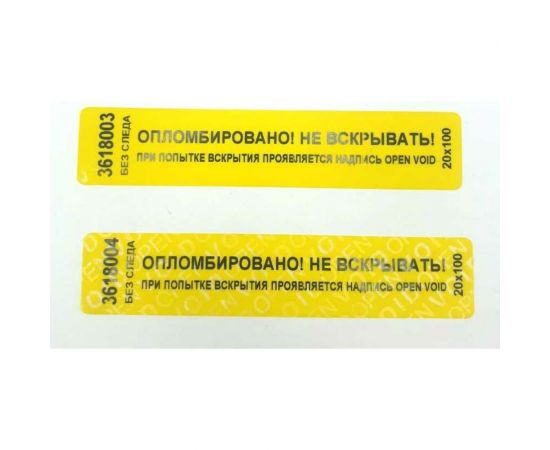 3618003
БЕЗ СЛЕДА
ОПЛОМБИРОВАНО! НЕ ВСКРЫВАТЬ!
ПРИ ПОПЫТКЕ ВСКРЫТИЯ ПРОЯВЛЯЕТСЯ НАДПИСЬ OPEN VOID
20x100
3618004
БЕЗ СЛЕДА
ОПЛОМБИРОВАНО! НЕ ВСКРЫВАТЬ!
ПРИ ПОПЫТКЕ ВСКРЫТИЯ ПРОЯВЛЯЕТСЯ НАДПИСЬ OPEN VOID
20x100